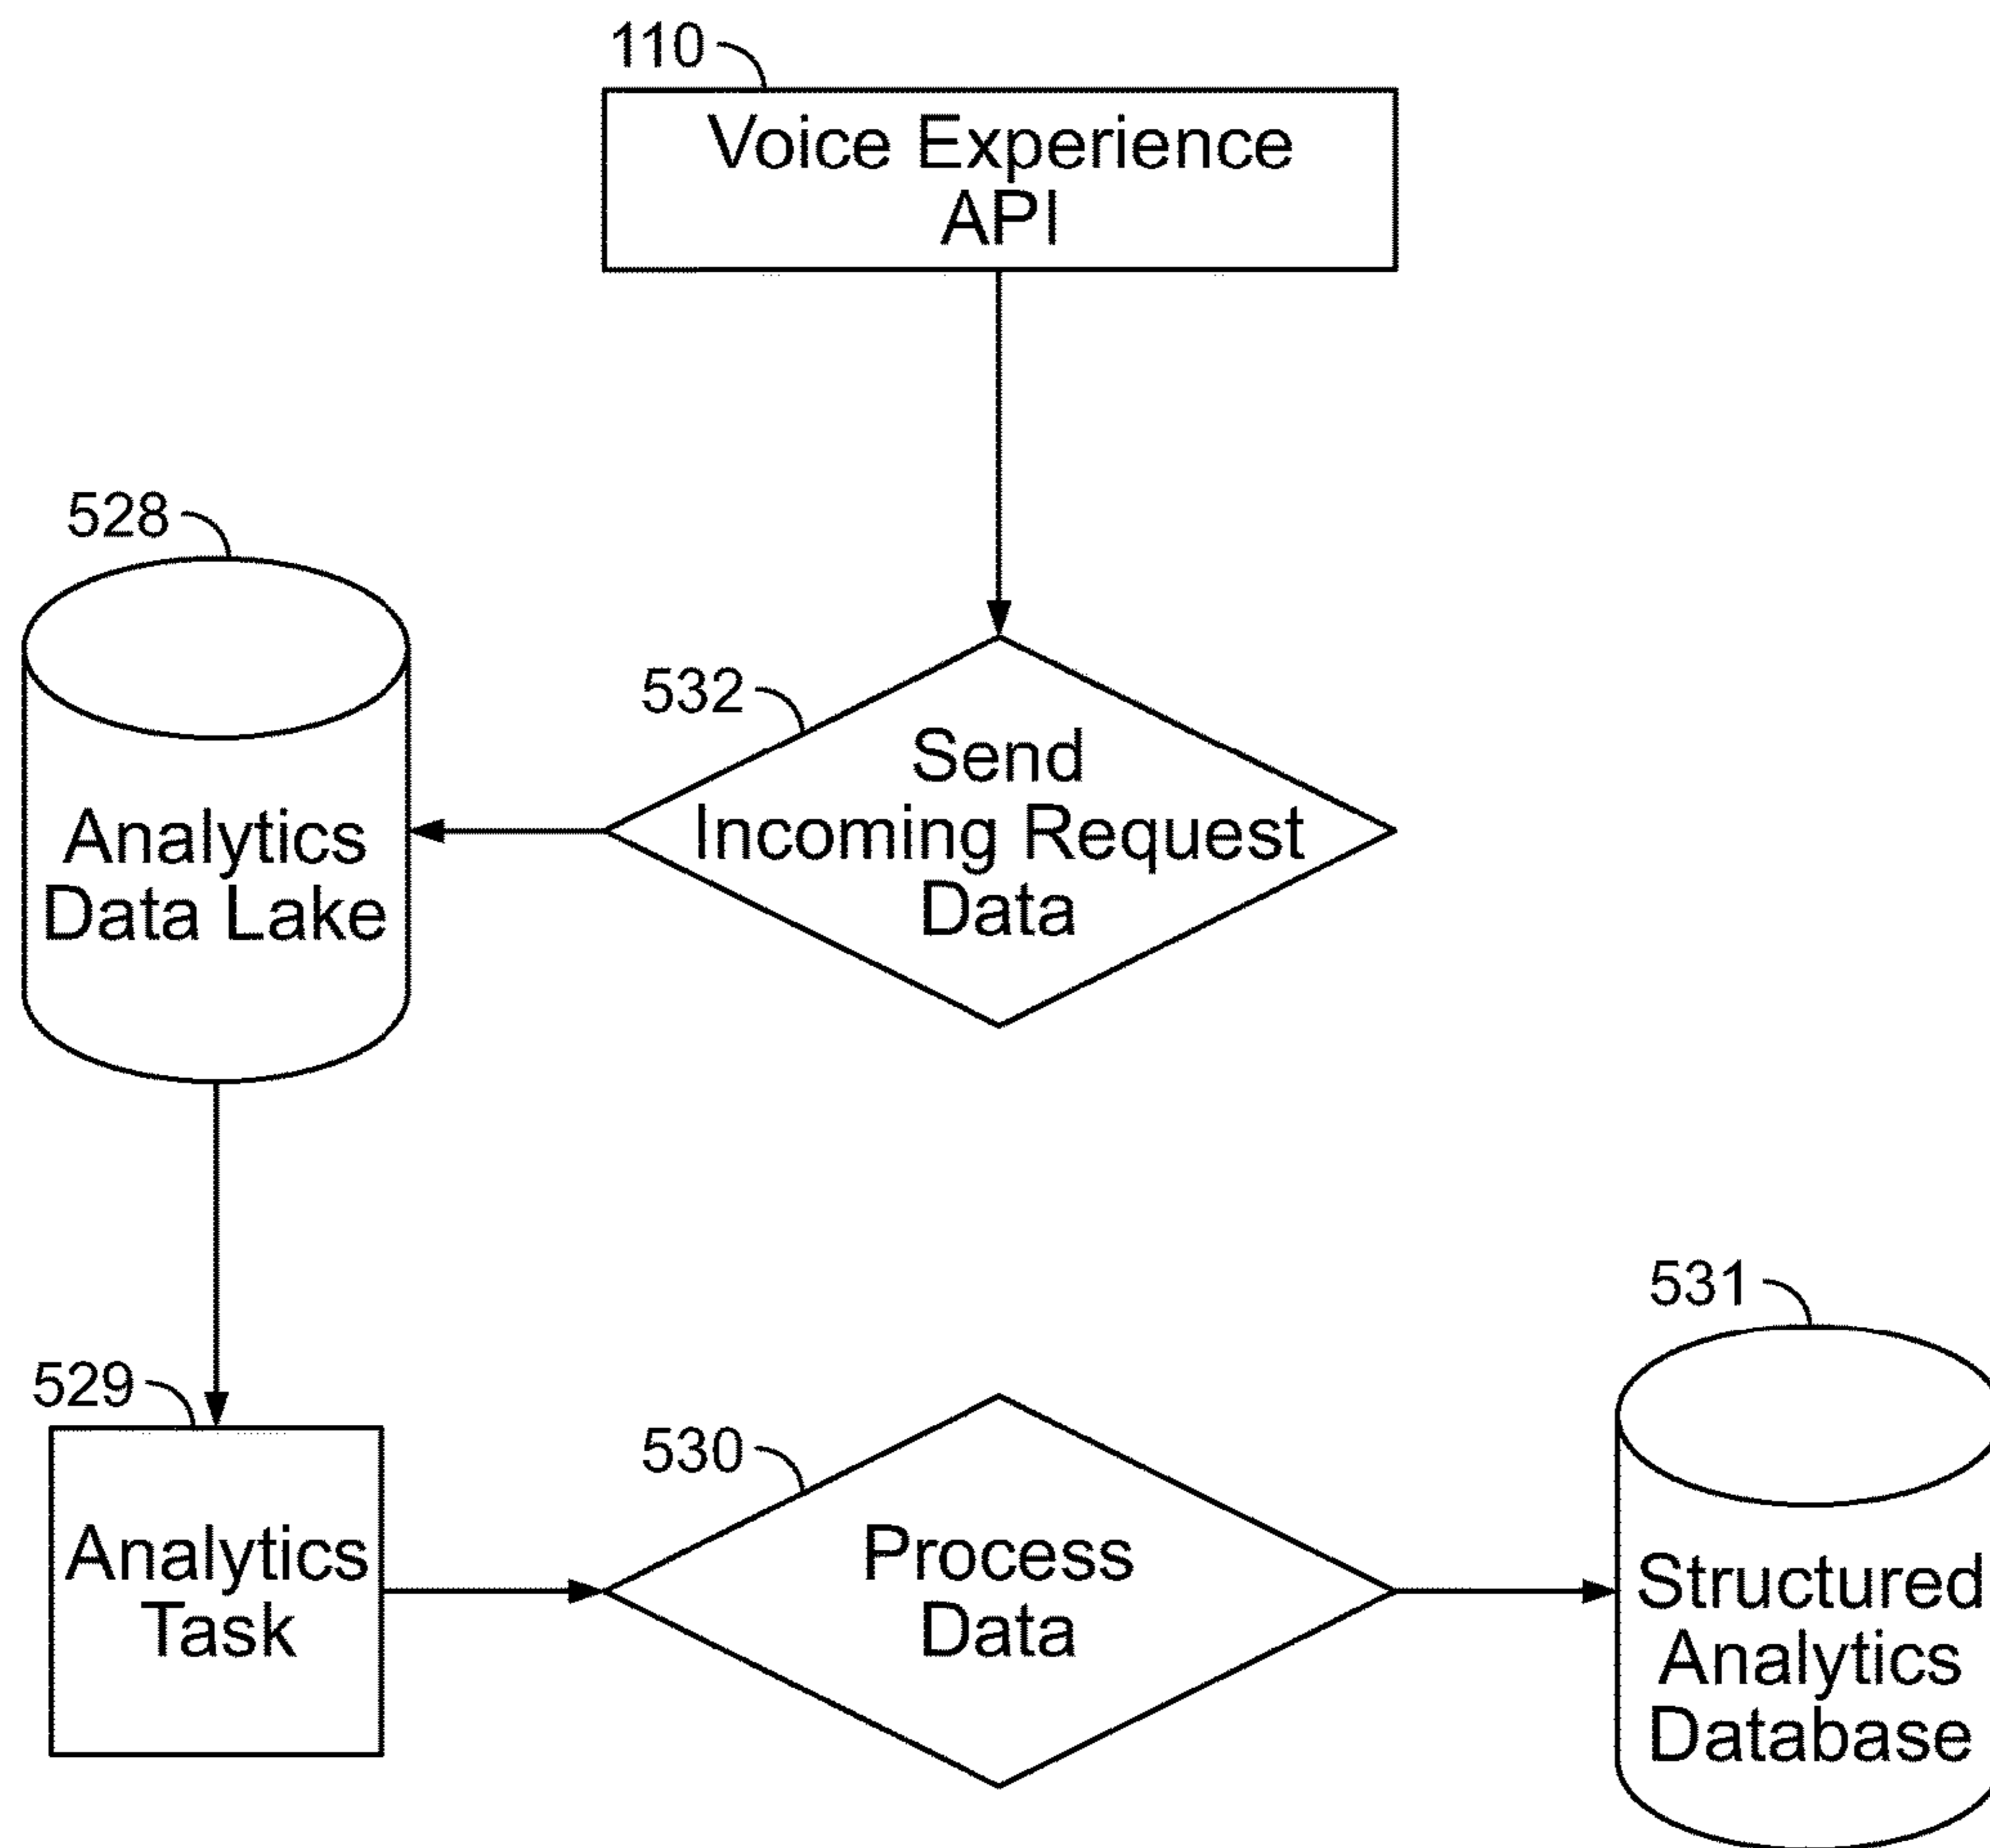 110
Voice Experience
API
528
532
Send
Incoming Request
Data
Analytics
Data Lake
531
529
530
Analytics
Task
Process
Data
Structured
Analytics
Database